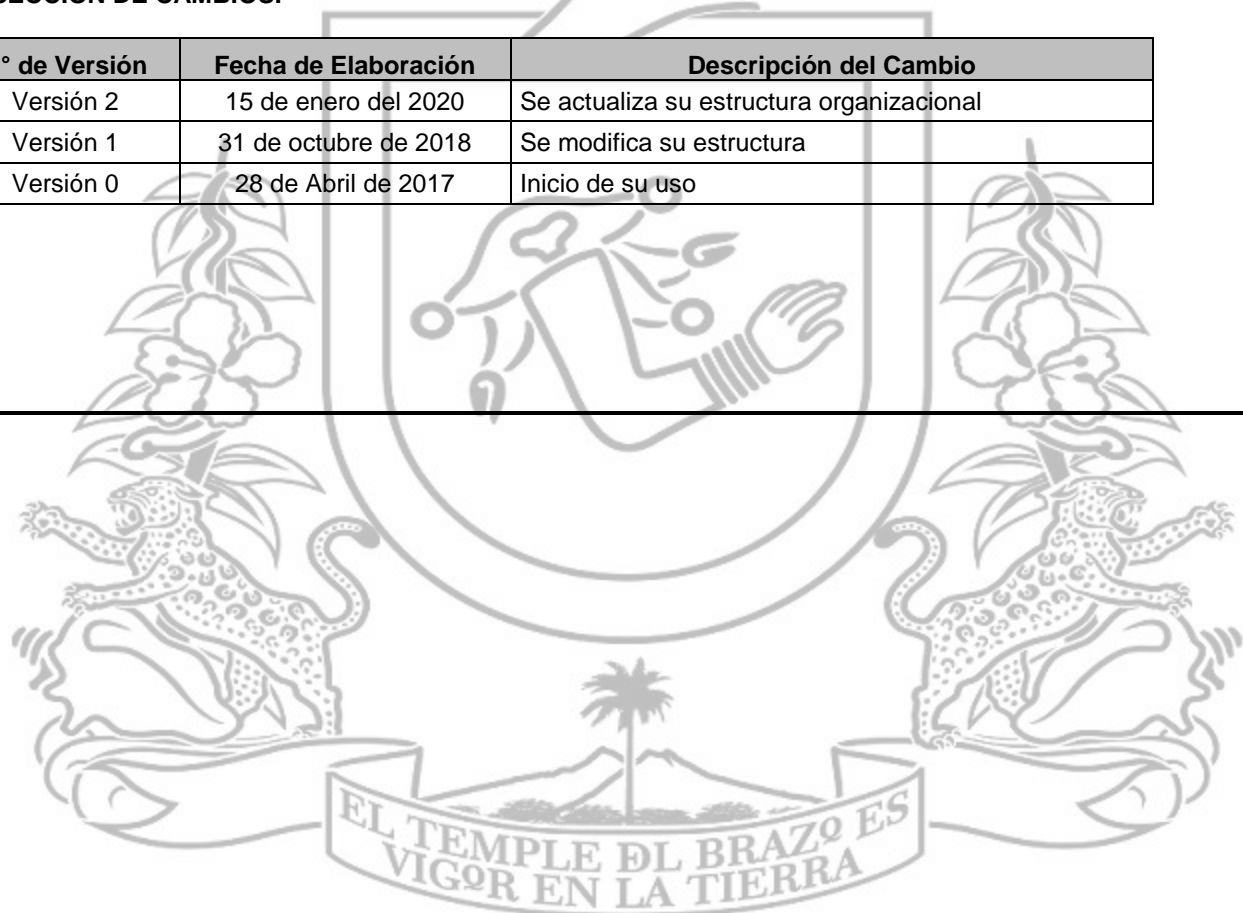 ° de Versión Fecha de Elaboración Descripción del Cambio
Versión 2 15 de enero del 2020 Se actualiza su estructura organizacional
Versión 1 31 de octubre de 2018 Se modifica su estructura
Versión 0 28 de Abril de 2017 Inicio de su uso
EL TEMPLE DL BRAZO ES
VIGOR EN LA TIERRA